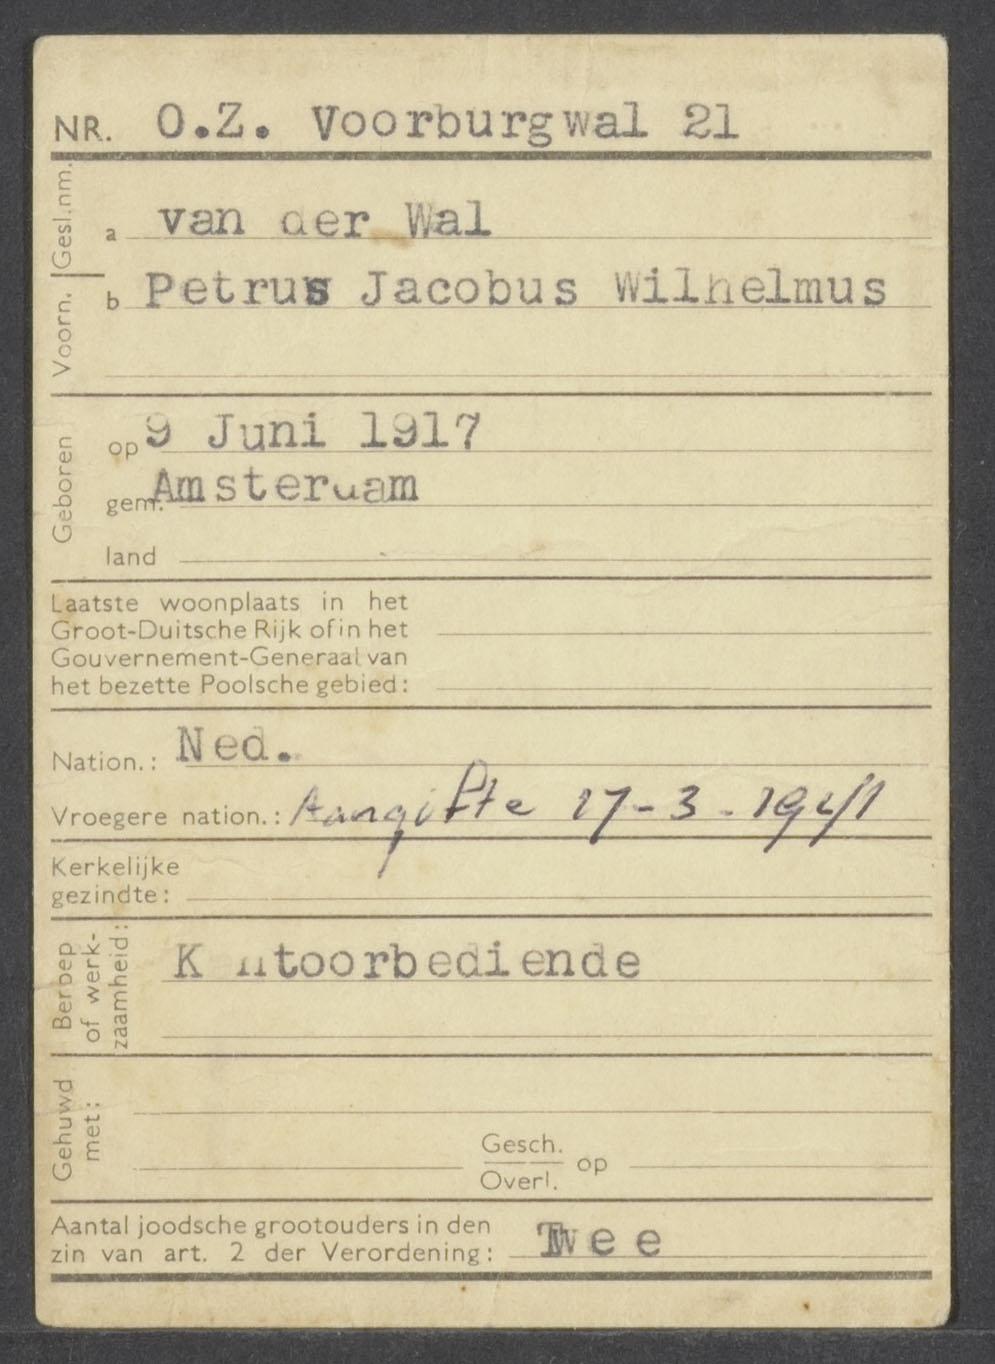 NR. O.Z. Voorburgwal 21
Gesl.nm. a van der Wal
Voorn. b Petrus Jacobus Wilhelmus
Geboren op 9 Juni 1917
gem. Amsterdam
land
Laatste woonplaats in het
Groot-Duitsche Rijk of in het
Gouvernement-Generaal van
het bezette Poolsche gebied:
Nation.: Ned.
Vroegere nation.: Aangifte 17-3-1941
Kerkelijke
gezindte:
Beroep
of werk-
zaamheid: Kntoorbediende
Gehuwd
met:
Gesch.
Overl. op
Aantal joodsche grootouders in den
zin van art. 2 der Verordening: Twee